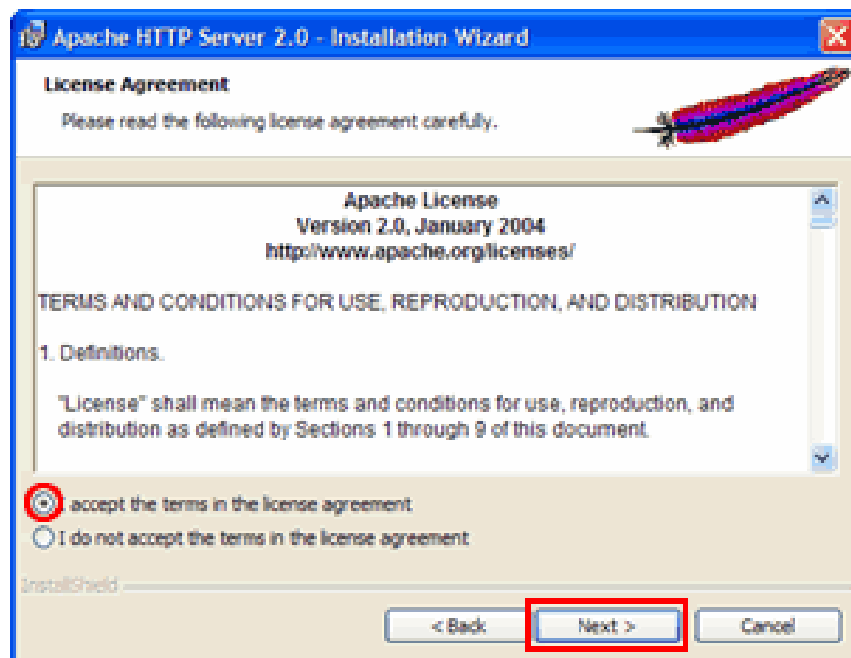 Apache HTTP Server 2.0 - Installation Wizard
License Agreement
Please read the following license agreement carefully.
Apache License
Version 2.0, January 2004
http://www.apache.org/licenses/
TERMS AND CONDITIONS FOR USE, REPRODUCTION, AND DISTRIBUTION
1. Definitions.
"License" shall mean the terms and conditions for use, reproduction, and
distribution as defined by Sections 1 through 9 of this document.
accept the terms in the license agreement
I do not accept the terms in the license agreement
InstallShield
< Back
Next >
Cancel